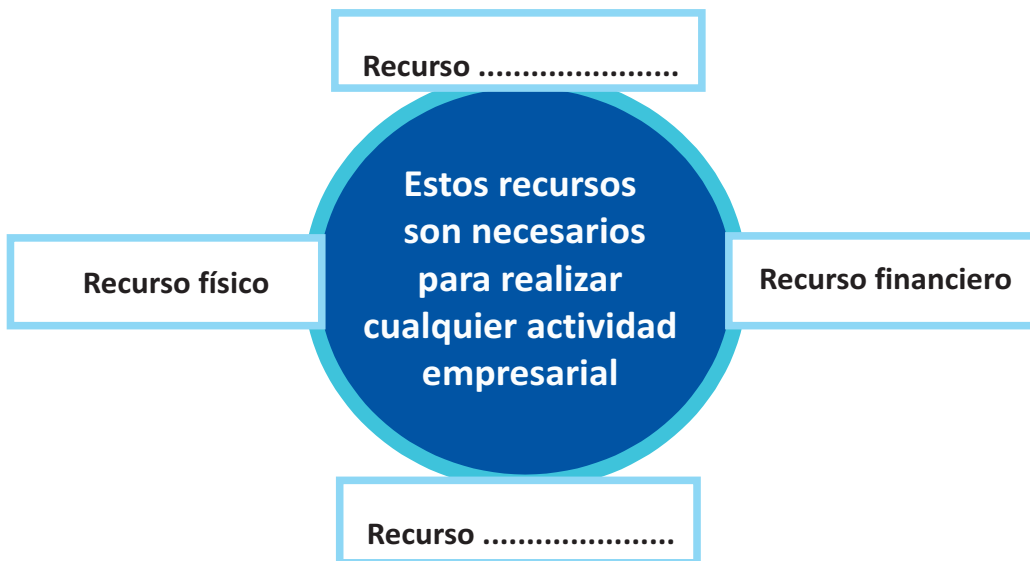 Recurso .......................
Estos recursos
son necesarios
para realizar
cualquier actividad
empresarial
Recurso físico
Recurso financiero
Recurso ......................